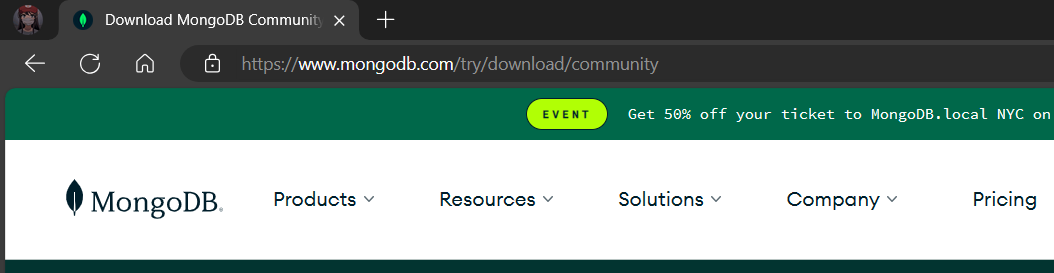 Download MongoDB Community
https://www.mongodb.com/try/download/community
EVENT Get 50% off your ticket to MongoDB.local NYC on
MongoDB. Products Resources Solutions Company Pricing